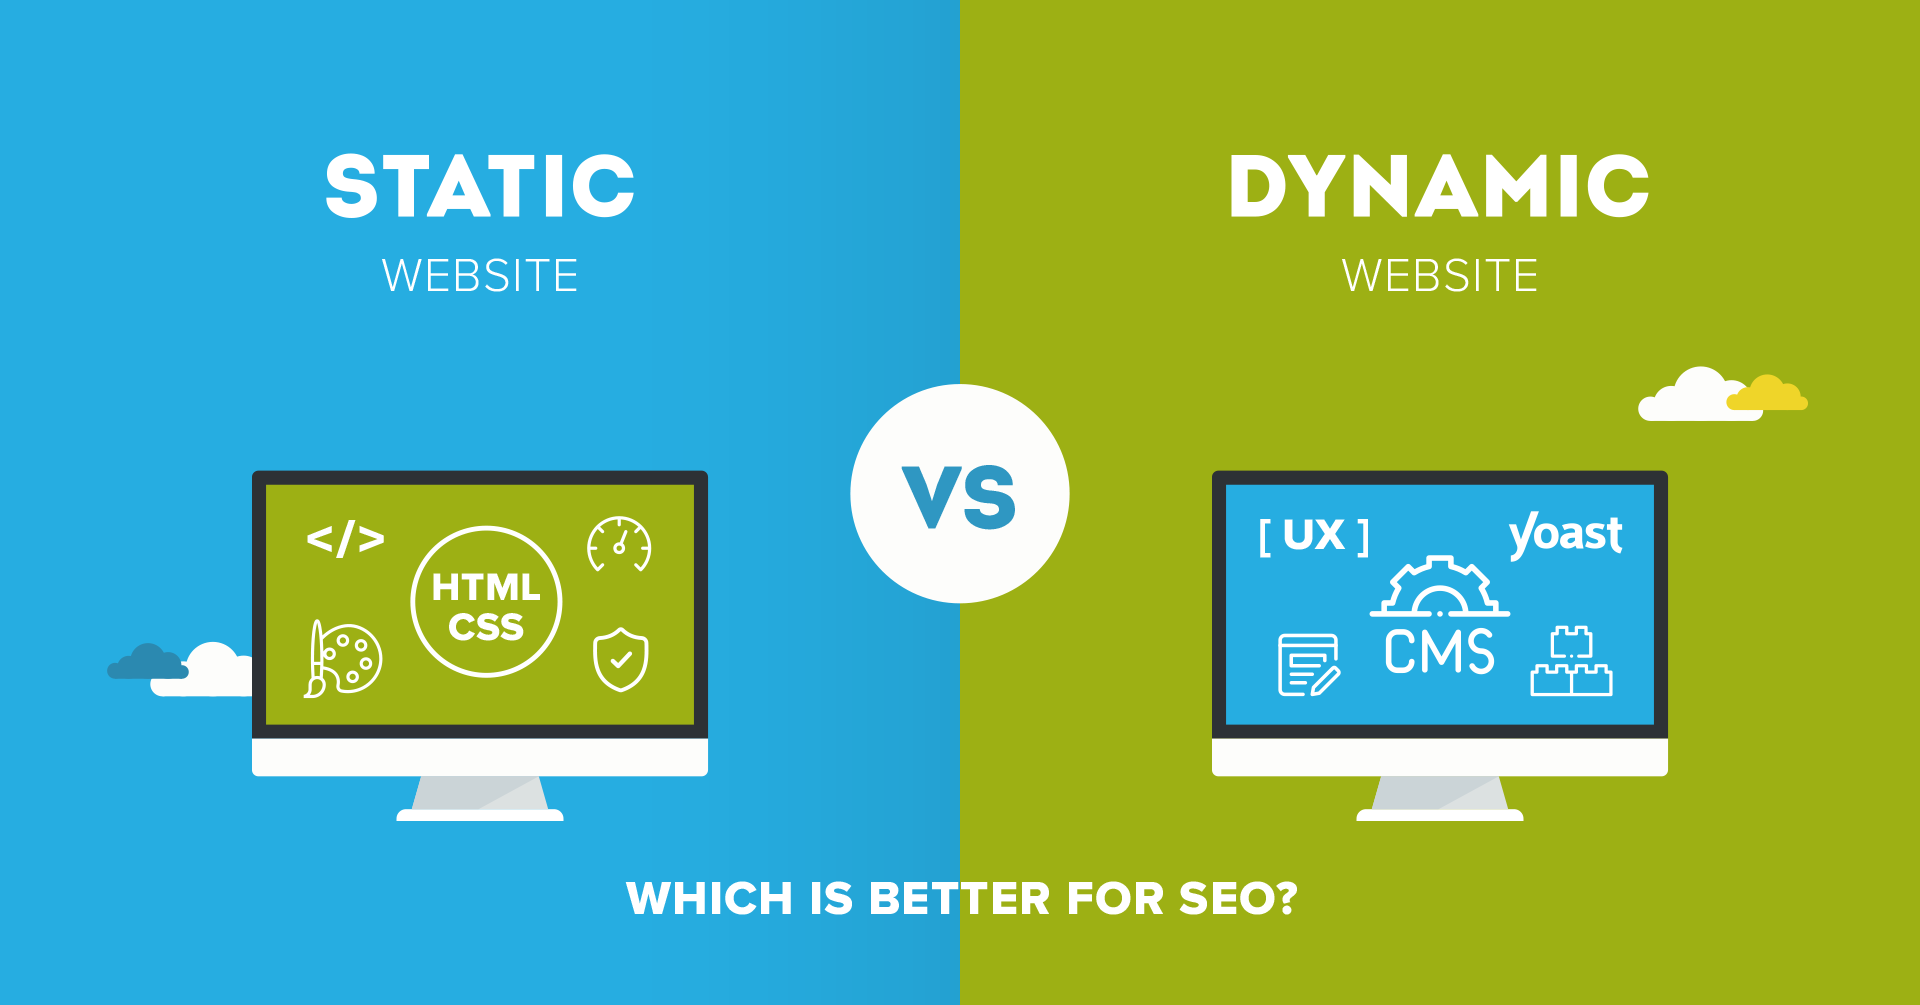 STATIC
WEBSITE
DYNAMIC
WEBSITE
VS
</>
HTML
CSS
[ UX ]
yoast
CMS
WHICH IS BETTER FOR SEO?